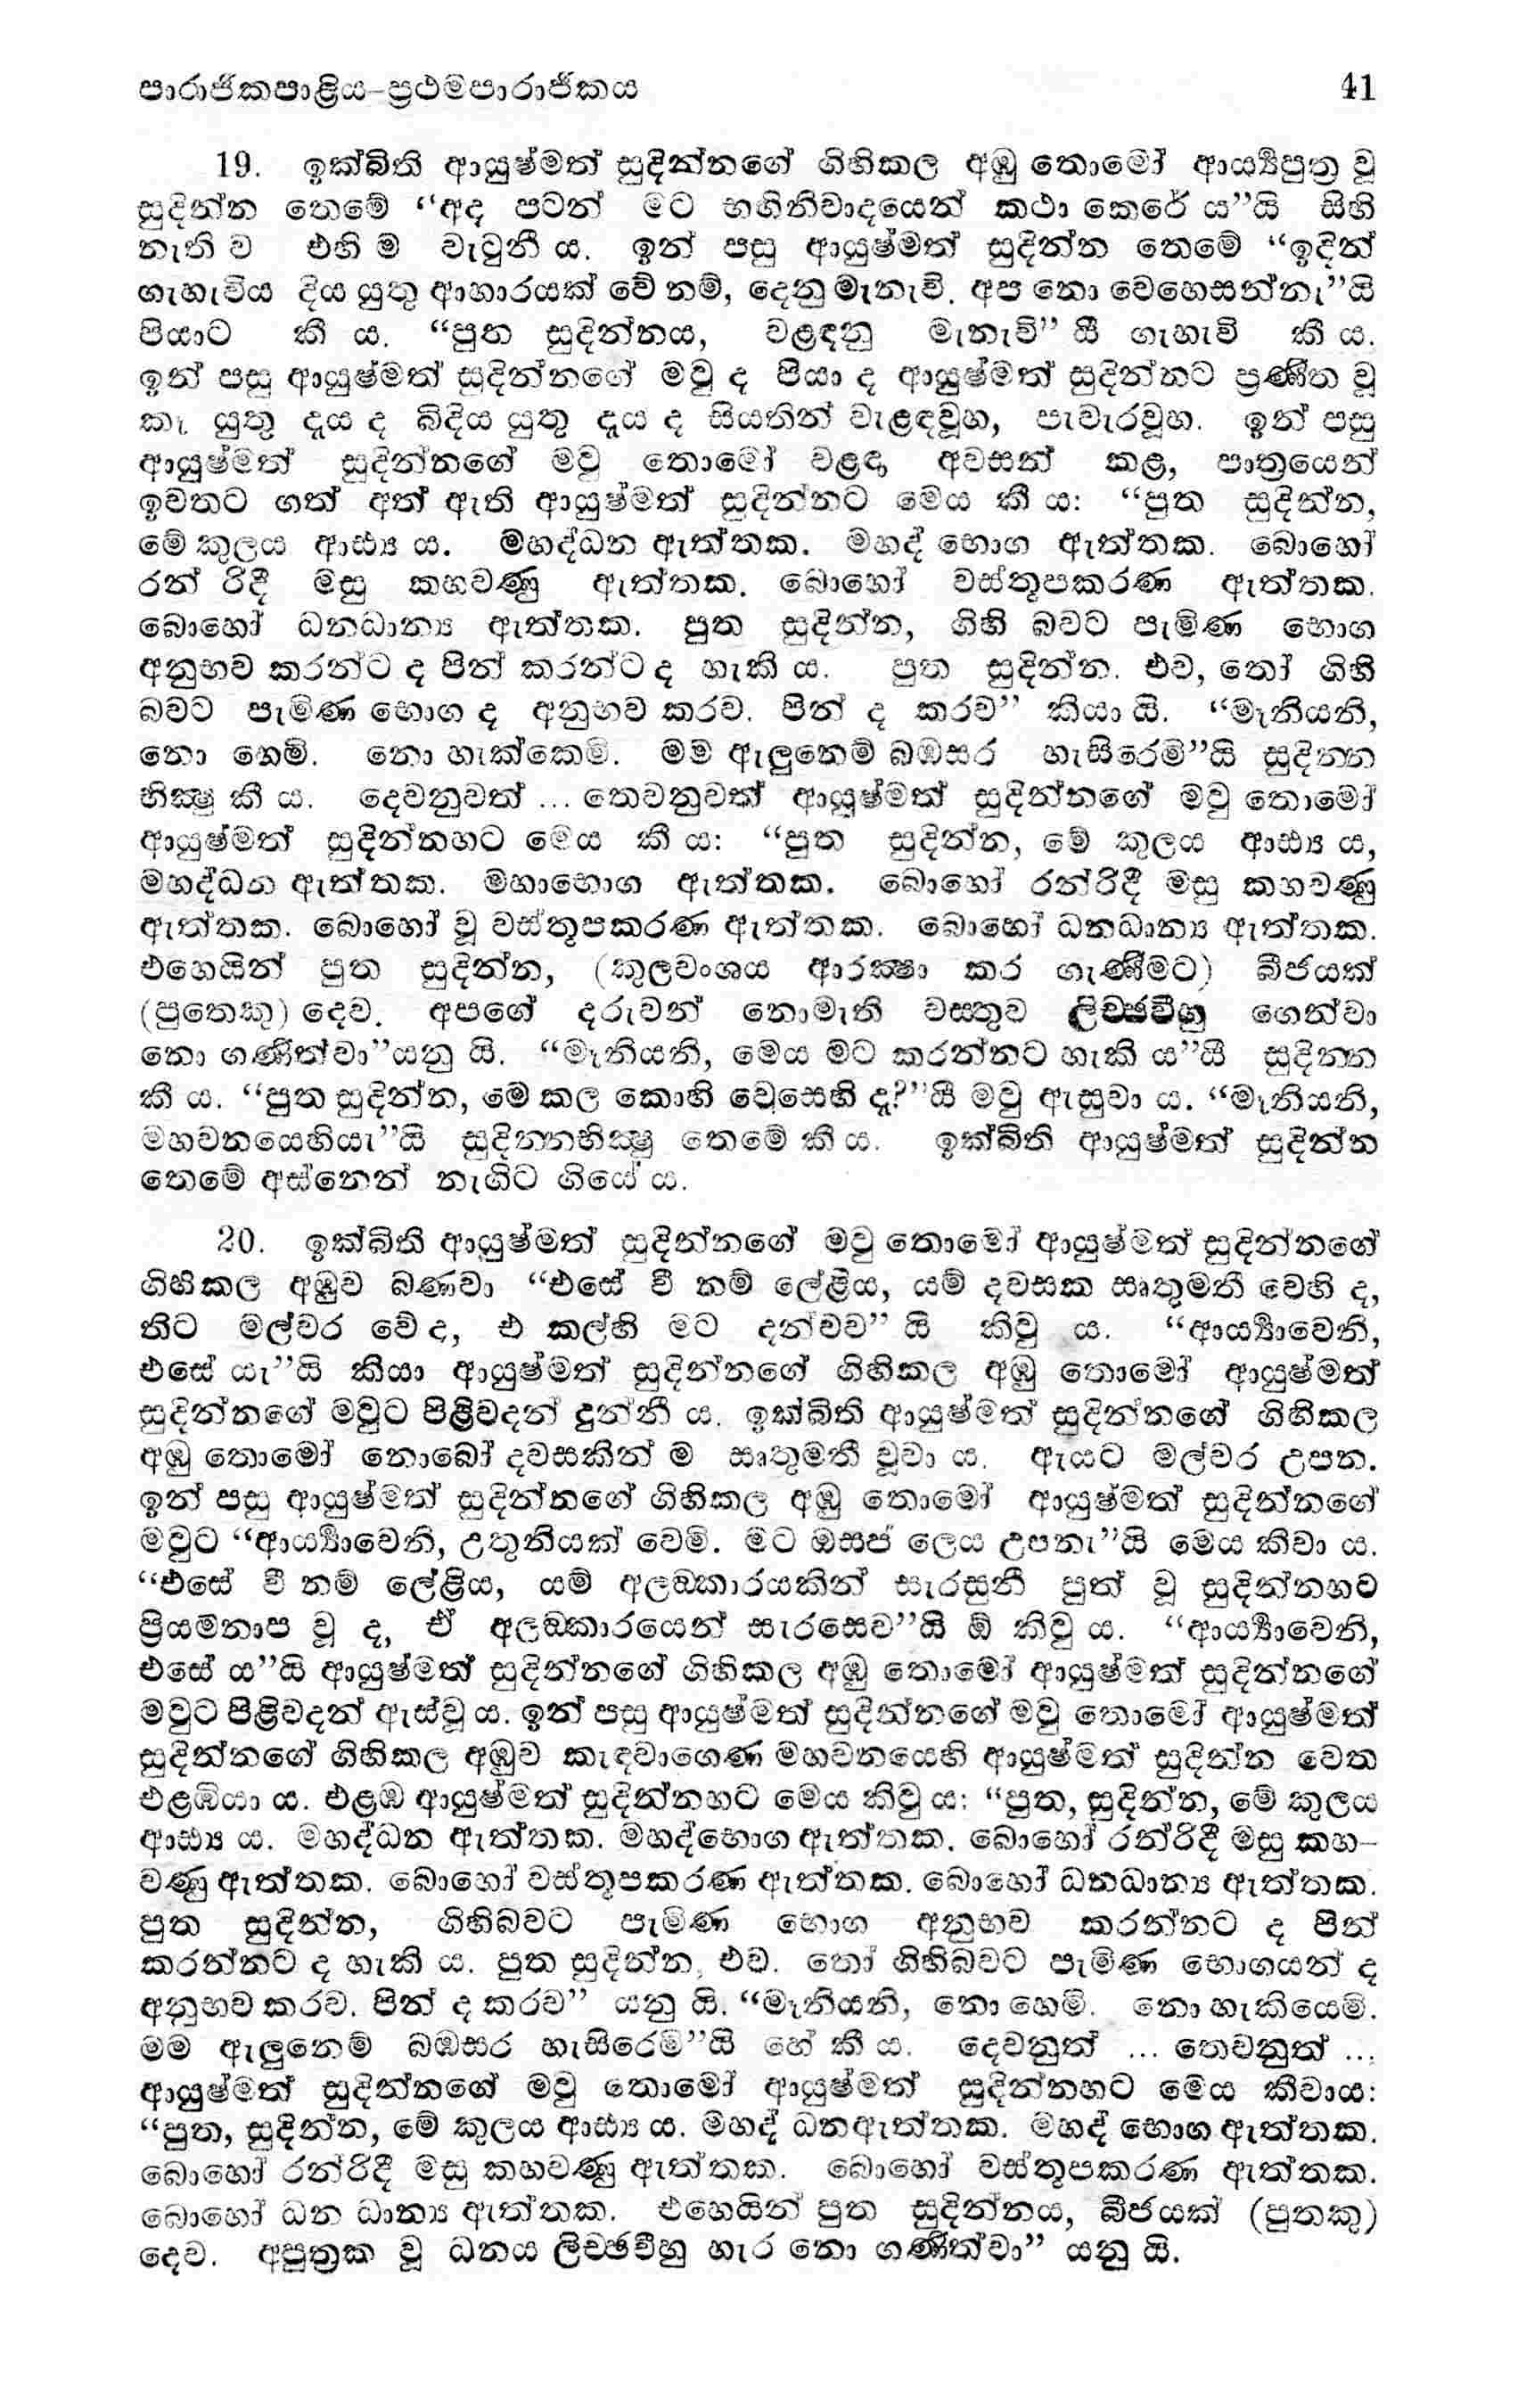 පාරාජිකපාළිය–ප්‍රථමපාරාජිකය 41
19. ඉක්බිති ආයුෂ්මත් සුදින්නගේ ගිහිකල අඹු තොමෝ ආර්‍ය්‍යපුත්‍ර වූ
සුදින්න තෙමේ “අද පටන් මට භගිනිවාදයෙන් කථා කෙරේ ය”යි සිහි
නැති ව එහි ම වැටුනී ය. ඉන් පසු ආයුෂ්මත් සුදින්න තෙමේ “ඉදින්
ගැහැවිය දිය යුතු ආහාරයක් වේ නම්, දෙනු මැනැවි. අප නො වෙහෙසන්නැ”යි
පියාට කී ය. “පුත සුදින්නය, වළඳනු මැනැවි” යී ගැහැවි කී ය.
ඉන් පසු ආයුෂ්මත් සුදින්නගේ මවු ද පියා ද ආයුෂ්මත් සුදින්නට ප්‍රණීත වූ
කෑ යුතු දෑය ද බිදිය යුතු දෑය ද සියතින් වැළඳවූහ, පැවැරවූහ. ඉන් පසු
ආයුෂ්මත් සුදින්නගේ මවු තොමෝ වළඳා අවසන් කළ, පාත්‍රයෙන්
ඉවතට ගත් අත් ඇති ආයුෂ්මත් සුදින්නට මෙය කී ය: “පුත සුදින්න,
මේ කුලය ආඪ්‍ය ය. මහද්ධන ඇත්තක. මහද් භොග ඇත්තක. බොහෝ
රන් රිදී මසු කහවණු ඇත්තක. බොහෝ වස්තූපකරණ ඇත්තක.
බොහෝ ධනධාන්‍ය ඇත්තක. පුත සුදින්න, ගිහි බවට පැමිණ භොග
අනුභව කරන්ට ද පින් කරන්ට ද හැකි ය. පුත සුදින්න. එව, තෝ ගිහි
බවට පැමිණ භොග ද අනුභව කරව. පින් ද කරව” කියා යි. “මෑනියනි,
නො හෙමි. නො හැක්කෙමි. මම ඇලුනෙම් බඹසර හැසිරෙමි”යි සුදින්න
භික්‍ෂු කී ය. දෙවනුවත් ... තෙවනුවත් ආයුෂ්මත් සුදින්නගේ මවු තොමෝ
ආයුෂ්මත් සුදින්නහට මෙය කී ය: “පුත සුදින්න, මේ කුලය ආඪ්‍ය ය,
මහද්ධන ඇත්තක. මහාභොග ඇත්තක. බොහෝ රන්රිදී මසු කහවණු
ඇත්තක. බොහෝ වූ වස්තූපකරණ ඇත්තක. බොහෝ ධනධාන්‍ය ඇත්තක.
එහෙයින් පුත සුදින්න, (කුලවංශය ආරක්‍ෂා කර ගැණීමට) බීජයක්
(පුතෙකු) දෙව. අපගේ දරුවන් නොමැති වස්තුව ලිච්ඡවීහු ගෙන්වා
නො ගණිත්වා”යනු යි. “මෑනියනි, මෙය මට කරන්නට හැකි ය”යී සුදින්න
කී ය. “පුත සුදින්න, මෙ කල කොහි වෙසෙහි දැ?”යී මවු ඇසුවා ය. “මෑනියනි,
මහවනයෙහියැ”යි සුදින්නභික්‍ෂු තෙමේ කී ය. ඉක්බිති ආයුෂ්මත් සුදින්න
තෙමේ අස්නෙන් නැගිට ගියේ ය.
20. ඉක්බිති ආයුෂ්මත් සුදින්නගේ මවු තොමෝ ආයුෂ්මත් සුදින්නගේ
ගිහිකල අඹුව බණවා “එසේ වී නම් ලේළිය, යම් දවසක ඍතුමතී වෙහි ද,
තිට මල්වර වේ ද, එ කල්හි මට දන්වව” යි කිවු ය. “ආර්‍ය්‍යාවෙනි,
එසේ යැ”යි කියා ආයුෂ්මත් සුදින්නගේ ගිහිකල අඹු තොමෝ ආයුෂ්මත්
සුදින්නගේ මවුට පිළිවදන් දුන්නී ය. ඉක්බිති ආයුෂ්මත් සුදින්නගේ ගිහිකල
අඹු තොමෝ නොබෝ දවසකින් ම ඍතුමතී වූවා ය. ඇයට මල්වර උපන.
ඉන් පසු ආයුෂ්මත් සුදින්නගේ ගිහිකල අඹු තොමෝ ආයුෂ්මත් සුදින්නගේ
මවුට “ආර්‍ය්‍යාවෙනි, උතුනියක් වෙමි. මට ඔසප් ලෙය උපනැ”යි මෙය කිවා ය.
“එසේ වී නම් ලේළිය, යම් අලඞ්කාරයකින් සැරසුනී පුත් වූ සුදින්නහට
ප්‍රියමනාප වූ ද, ඒ අලඞ්කාරයෙන් සැරසෙව”යි ඕ කිවු ය. “ආර්‍ය්‍යාවෙනි,
එසේ ය”යි ආයුෂ්මත් සුදින්නගේ ගිහිකල අඹු තොමෝ ආයුෂ්මත් සුදින්නගේ
මවුට පිළිවදන් ඇස්වූ ය. ඉන් පසු ආයුෂ්මත් සුදින්නගේ මවු තොමෝ ආයුෂ්මත්
සුදින්නගේ ගිහිකල අඹුව කැඳවාගෙණ මහවනයෙහි ආයුෂ්මත් සුදින්න වෙත
එළඹියා ය. එළඹ ආයුෂ්මත් සුදින්නහට මෙය කිවු ය: “පුත, සුදින්න, මේ කුලය
ආඪ්‍ය ය. මහද්ධන ඇත්තක. මහද්භොග ඇත්තක. බොහෝ රන්රිදී මසු කහ–
වණු ඇත්තක. බොහෝ වස්තූපකරණ ඇත්තක. බොහෝ ධනධාන්‍ය ඇත්තක.
පුත සුදින්න, ගිහිබවට පැමිණ භොග අනුභව කරන්නට ද පින්
කරන්නට ද හැකි ය. පුත සුදින්න, එව. තෝ ගිහිබවට පැමිණ භොගයන් ද
අනුභව කරව. පින් ද කරව” යනු යි. “මෑනියනි, නො හෙමි. නො හැකියෙමි.
මම ඇලුනෙම් බඹසර හැසිරෙමි”යි හේ කී ය. දෙවනුත් ... තෙවනුත් ...
ආයුෂ්මත් සුදින්නගේ මවු තොමෝ ආයුෂ්මත් සුදින්නහට මෙය කීවාය:
“පුත, සුදින්න, මේ කුලය ආඪ්‍ය ය. මහද් ධනඇත්තක. මහද් භොග ඇත්තක.
බොහෝ රන්රිදී මසු කහවණු ඇත්තක. බොහෝ වස්තූපකරණ ඇත්තක.
බොහෝ ධන ධාන්‍ය ඇත්තක. එහෙයින් පුත සුදින්නය, බීජයක් (පුතකු)
දෙව. අපුත්‍රක වූ ධනය ලිච්ඡවීහු හැර නො ගණිත්වා” යනු යි.